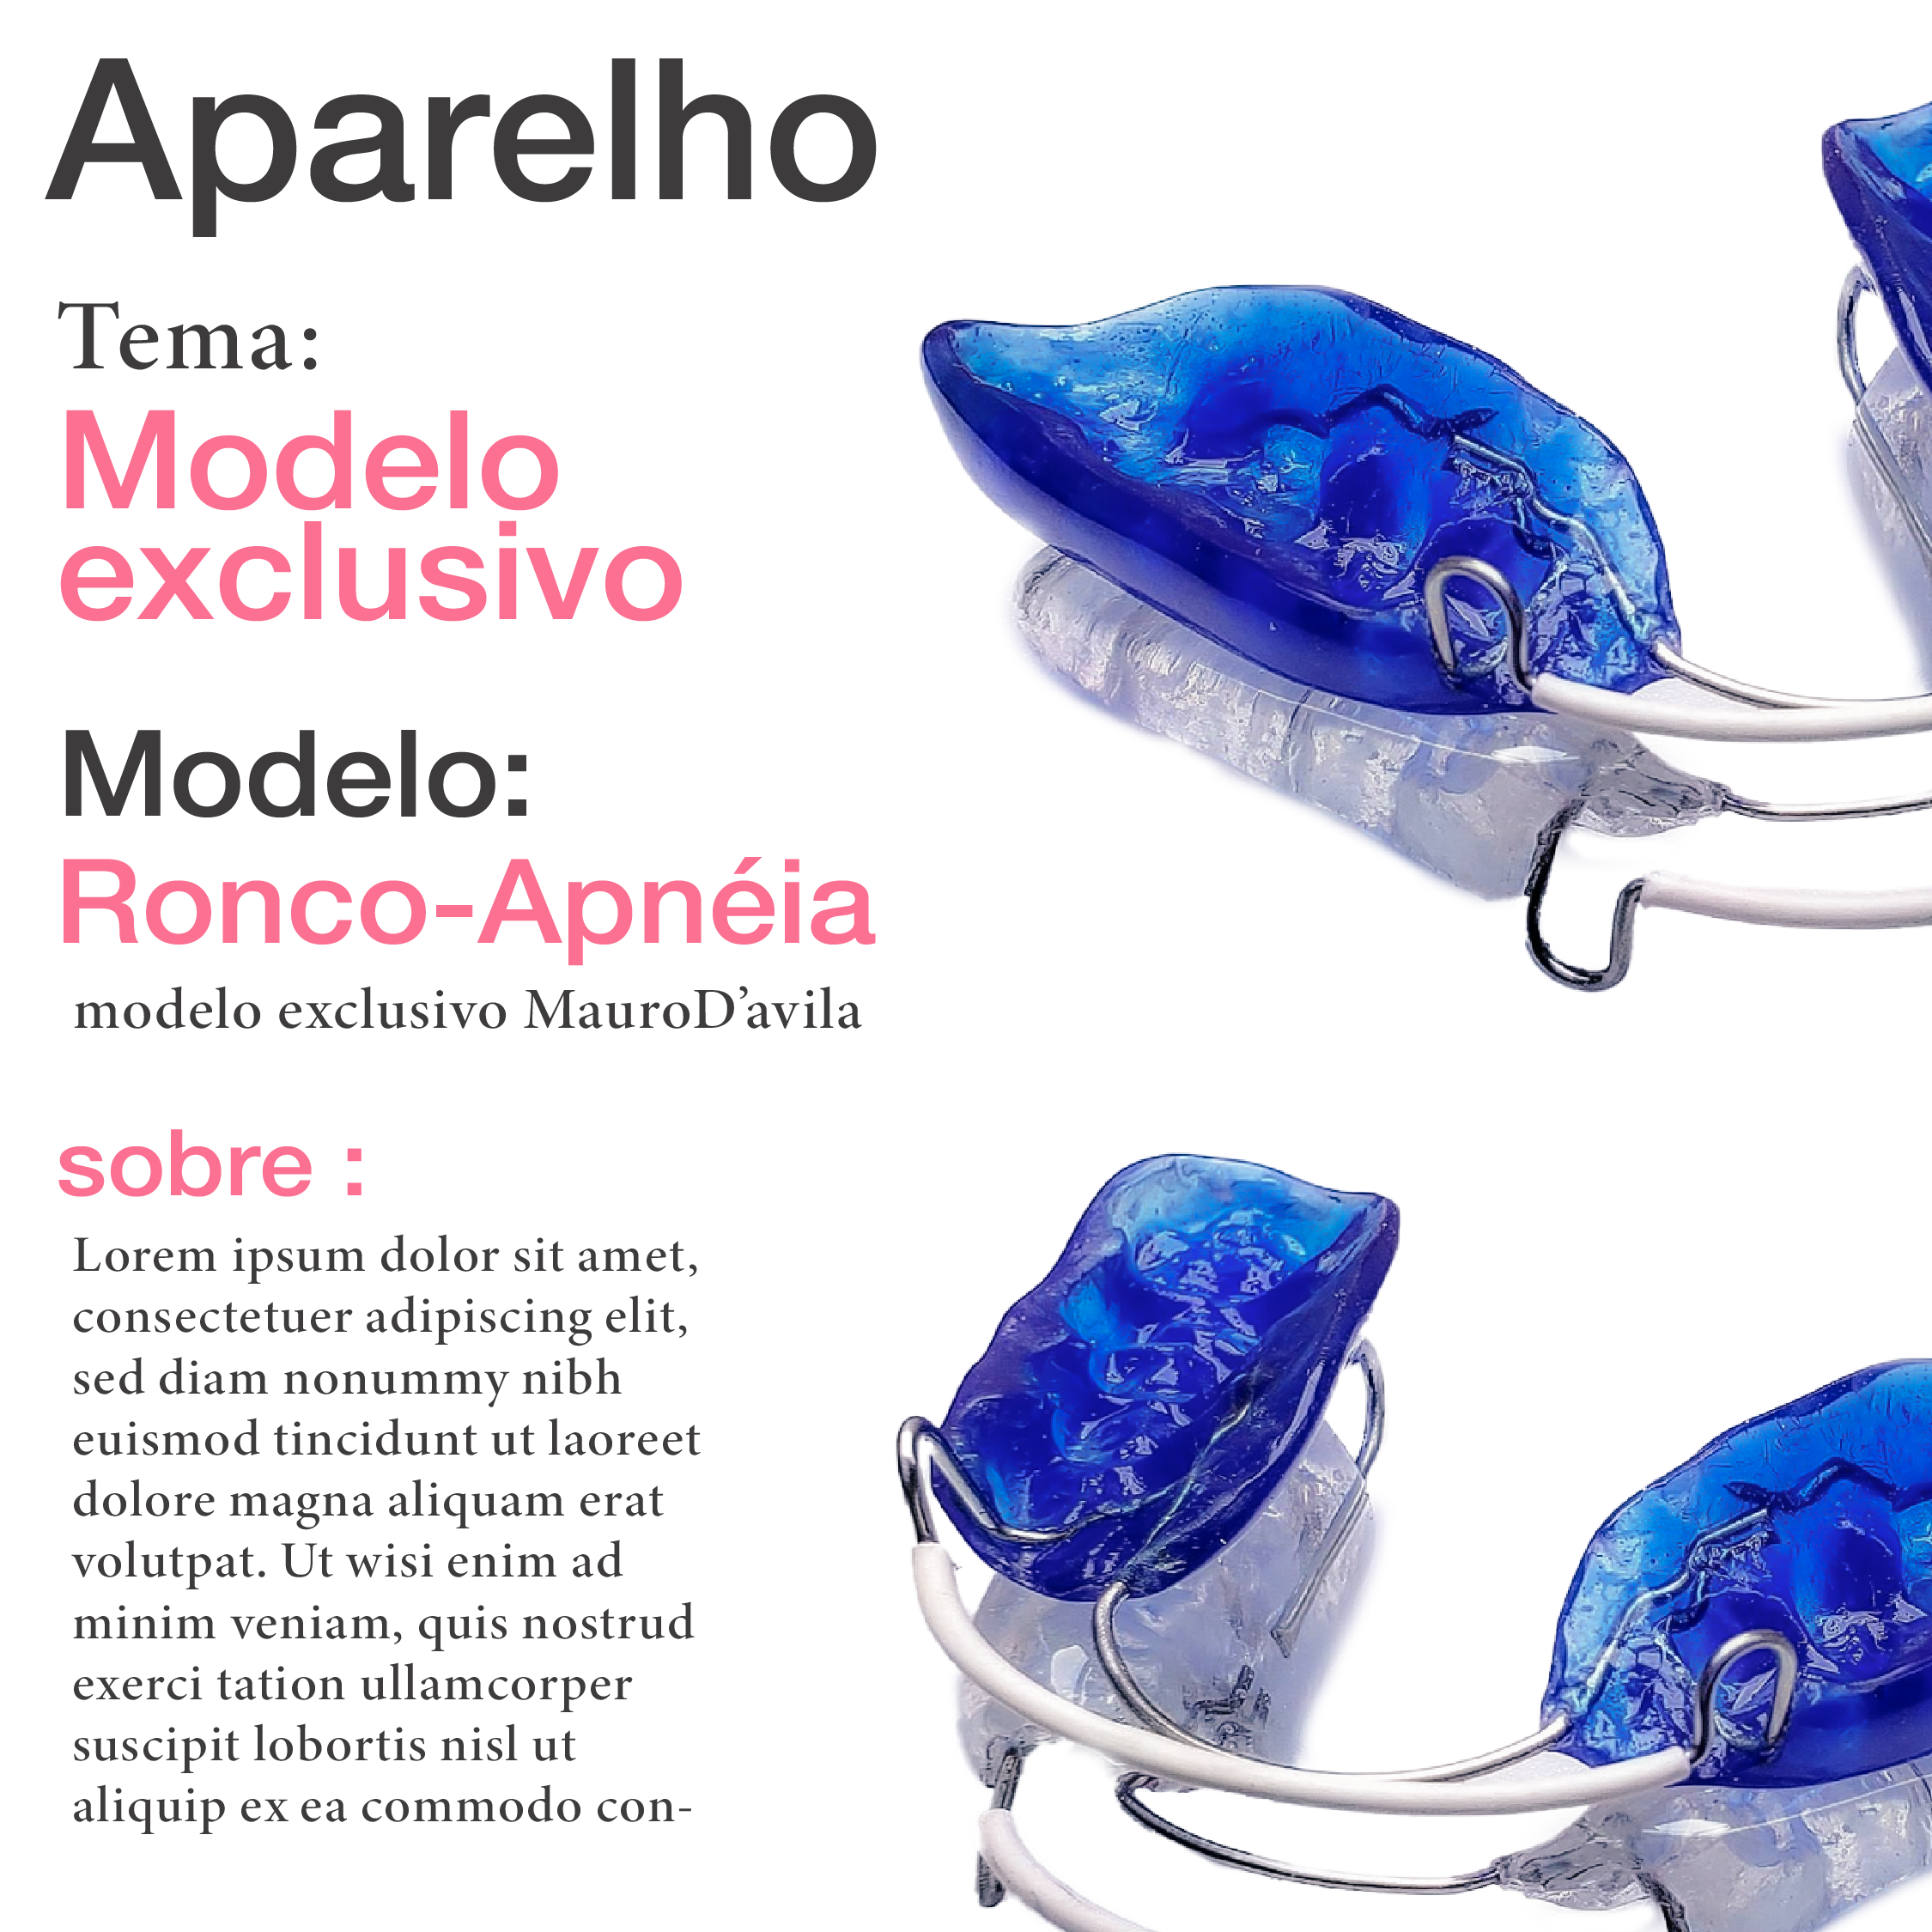 Aparelho
Tema:
Modelo
exclusivo
Modelo:
Ronco-Apnéia
modelo exclusivo MauroD’avila
sobre :
Lorem ipsum dolor sit amet,
consectetuer adipiscing elit,
sed diam nonummy nibh
euismod tincidunt ut laoreet
dolore magna aliquam erat
volutpat. Ut wisi enim ad
minim veniam, quis nostrud
exerci tation ullamcorper
suscipit lobortis nisl ut
aliquip ex ea commodo con-